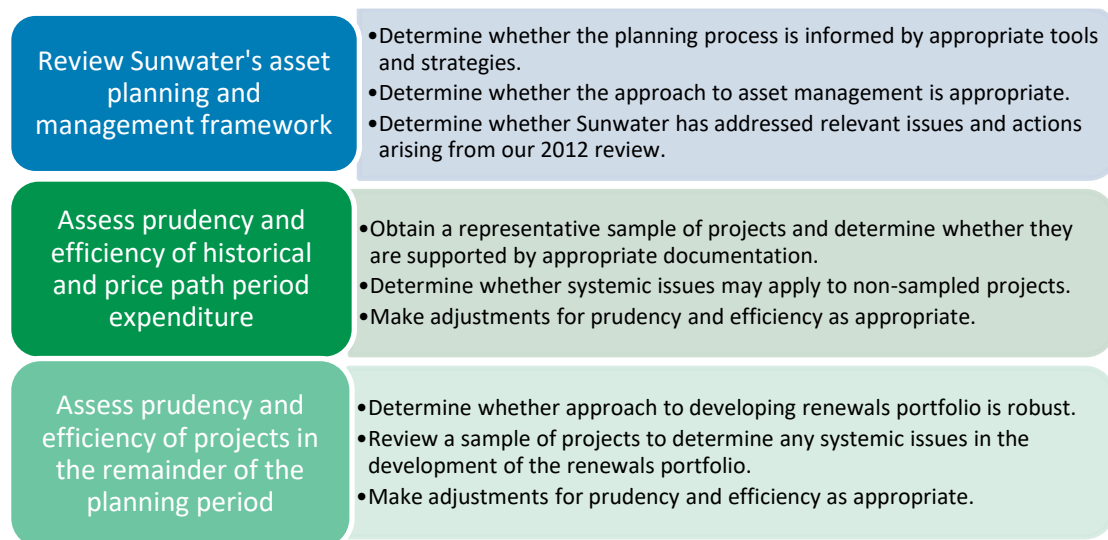 Review Sunwater's asset
planning and
management framework
•Determine whether the planning process is informed by appropriate tools
and strategies.
•Determine whether the approach to asset management is appropriate.
•Determine whether Sunwater has addressed relevant issues and actions
arising from our 2012 review.
Assess prudency and
efficiency of historical
and price path period
expenditure
•Obtain a representative sample of projects and determine whether they
are supported by appropriate documentation.
•Determine whether systemic issues may apply to non-sampled projects.
•Make adjustments for prudency and efficiency as appropriate.
Assess prudency and
efficiency of projects in
the remainder of the
planning period
•Determine whether approach to developing renewals portfolio is robust.
•Review a sample of projects to determine any systemic issues in the
development of the renewals portfolio.
•Make adjustments for prudency and efficiency as appropriate.